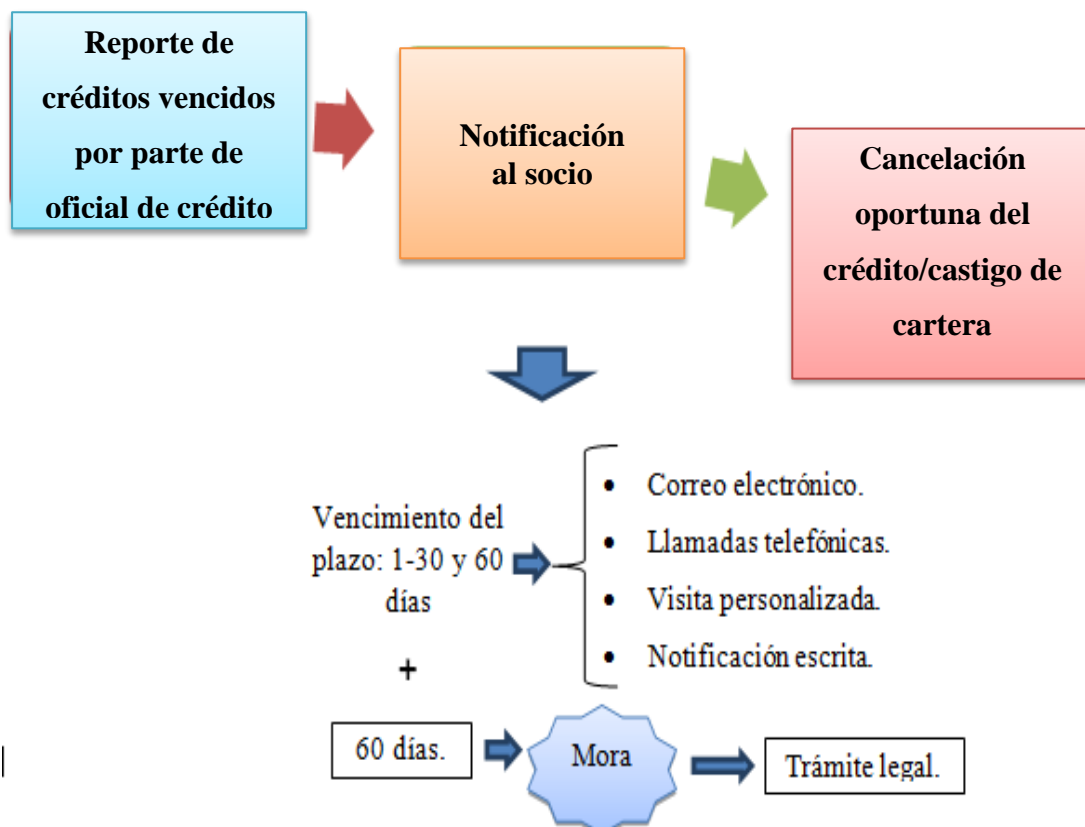 Reporte de
créditos vencidos
por parte de
oficial de crédito
Notificación
al socio
Cancelación
oportuna del
crédito/castigo de
cartera
Vencimiento del
plazo: 1-30 y 60
días
• Correo electrónico.
• Llamadas telefónicas.
• Visita personalizada.
• Notificación escrita.
+
60 días.
Mora
Trámite legal.